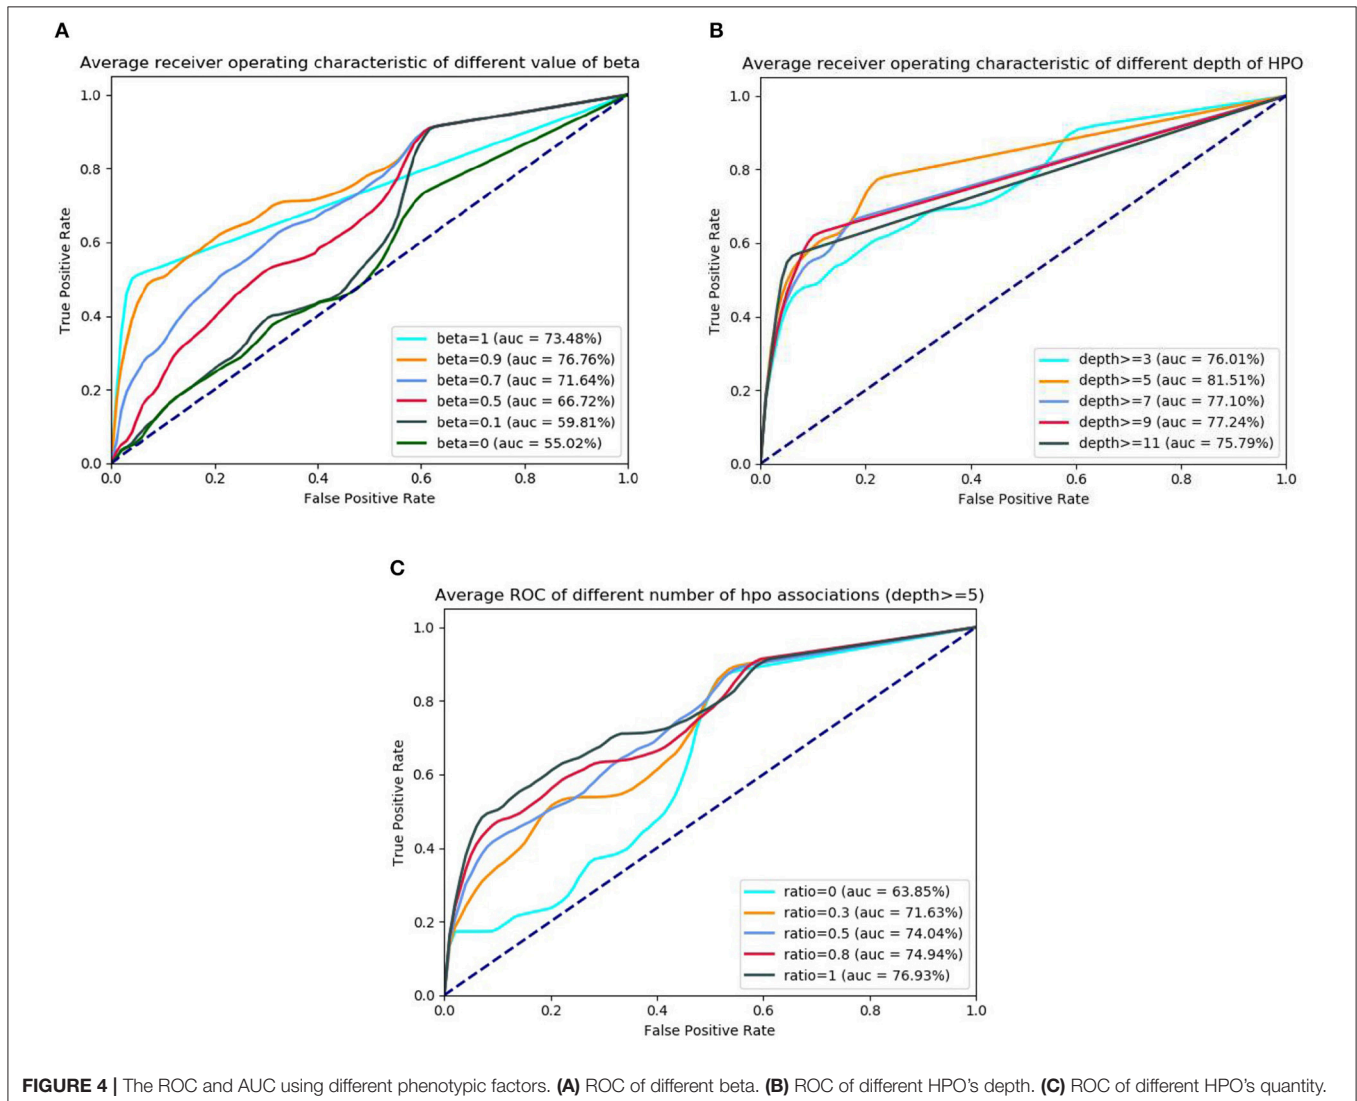 A
Average receiver operating characteristic of different value of beta
1.0
0.8
0.6
0.4
0.2
0.0
True Positive Rate
0.0 0.2 0.4 0.6 0.8 1.0
False Positive Rate
beta=1 (auc = 73.48%)
beta=0.9 (auc = 76.76%)
beta=0.7 (auc = 71.64%)
beta=0.5 (auc = 66.72%)
beta=0.1 (auc = 59.81%)
beta=0 (auc = 55.02%)
B
Average receiver operating characteristic of different depth of HPO
1.0
0.8
0.6
0.4
0.2
0.0
True Positive Rate
0.0 0.2 0.4 0.6 0.8 1.0
False Positive Rate
depth>=3 (auc = 76.01%)
depth>=5 (auc = 81.51%)
depth>=7 (auc = 77.10%)
depth>=9 (auc = 77.24%)
depth>=11 (auc = 75.79%)
C
Average ROC of different number of hpo associations (depth>=5)
1.0
0.8
0.6
0.4
0.2
0.0
True Positive Rate
0.0 0.2 0.4 0.6 0.8 1.0
False Positive Rate
ratio=0 (auc = 63.85%)
ratio=0.3 (auc = 71.63%)
ratio=0.5 (auc = 74.04%)
ratio=0.8 (auc = 74.94%)
ratio=1 (auc = 76.93%)
FIGURE 4 | The ROC and AUC using different phenotypic factors. (A) ROC of different beta. (B) ROC of different HPO's depth. (C) ROC of different HPO's quantity.